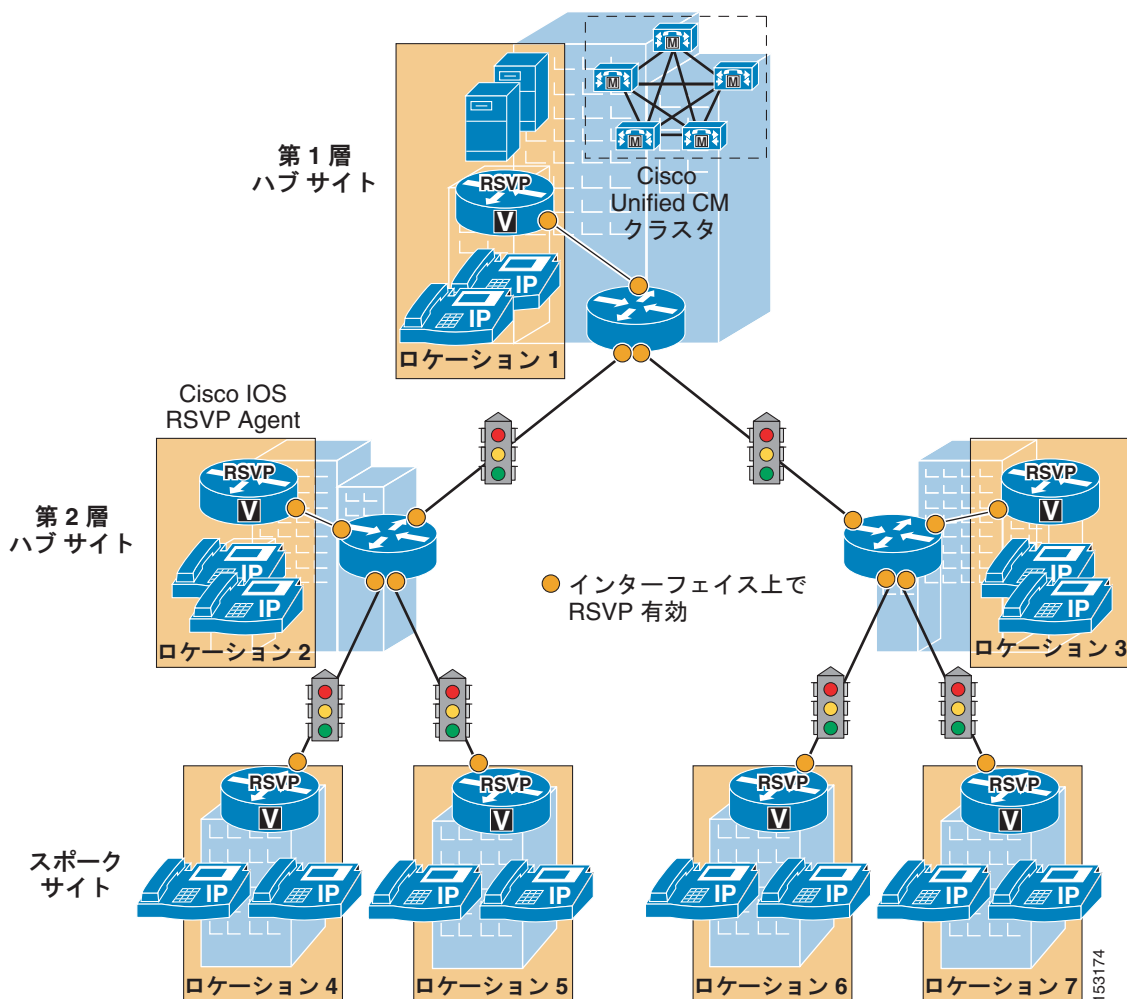 第 1 層
ハブ サイト
RSVP
V
IP
IP
ロケーション 1
M
M
M
M
M
Cisco
Unified CM
クラスタ
Cisco IOS
RSVP Agent
第 2 層
ハブ サイト
RSVP
V
IP
IP
ロケーション 2
インターフェイス上で
RSVP 有効
RSVP
V
IP
IP
ロケーション 3
スポーク
サイト
RSVP
V
IP
IP
ロケーション 4
RSVP
V
IP
IP
ロケーション 5
RSVP
V
IP
IP
ロケーション 6
RSVP
V
IP
IP
ロケーション 7
153174